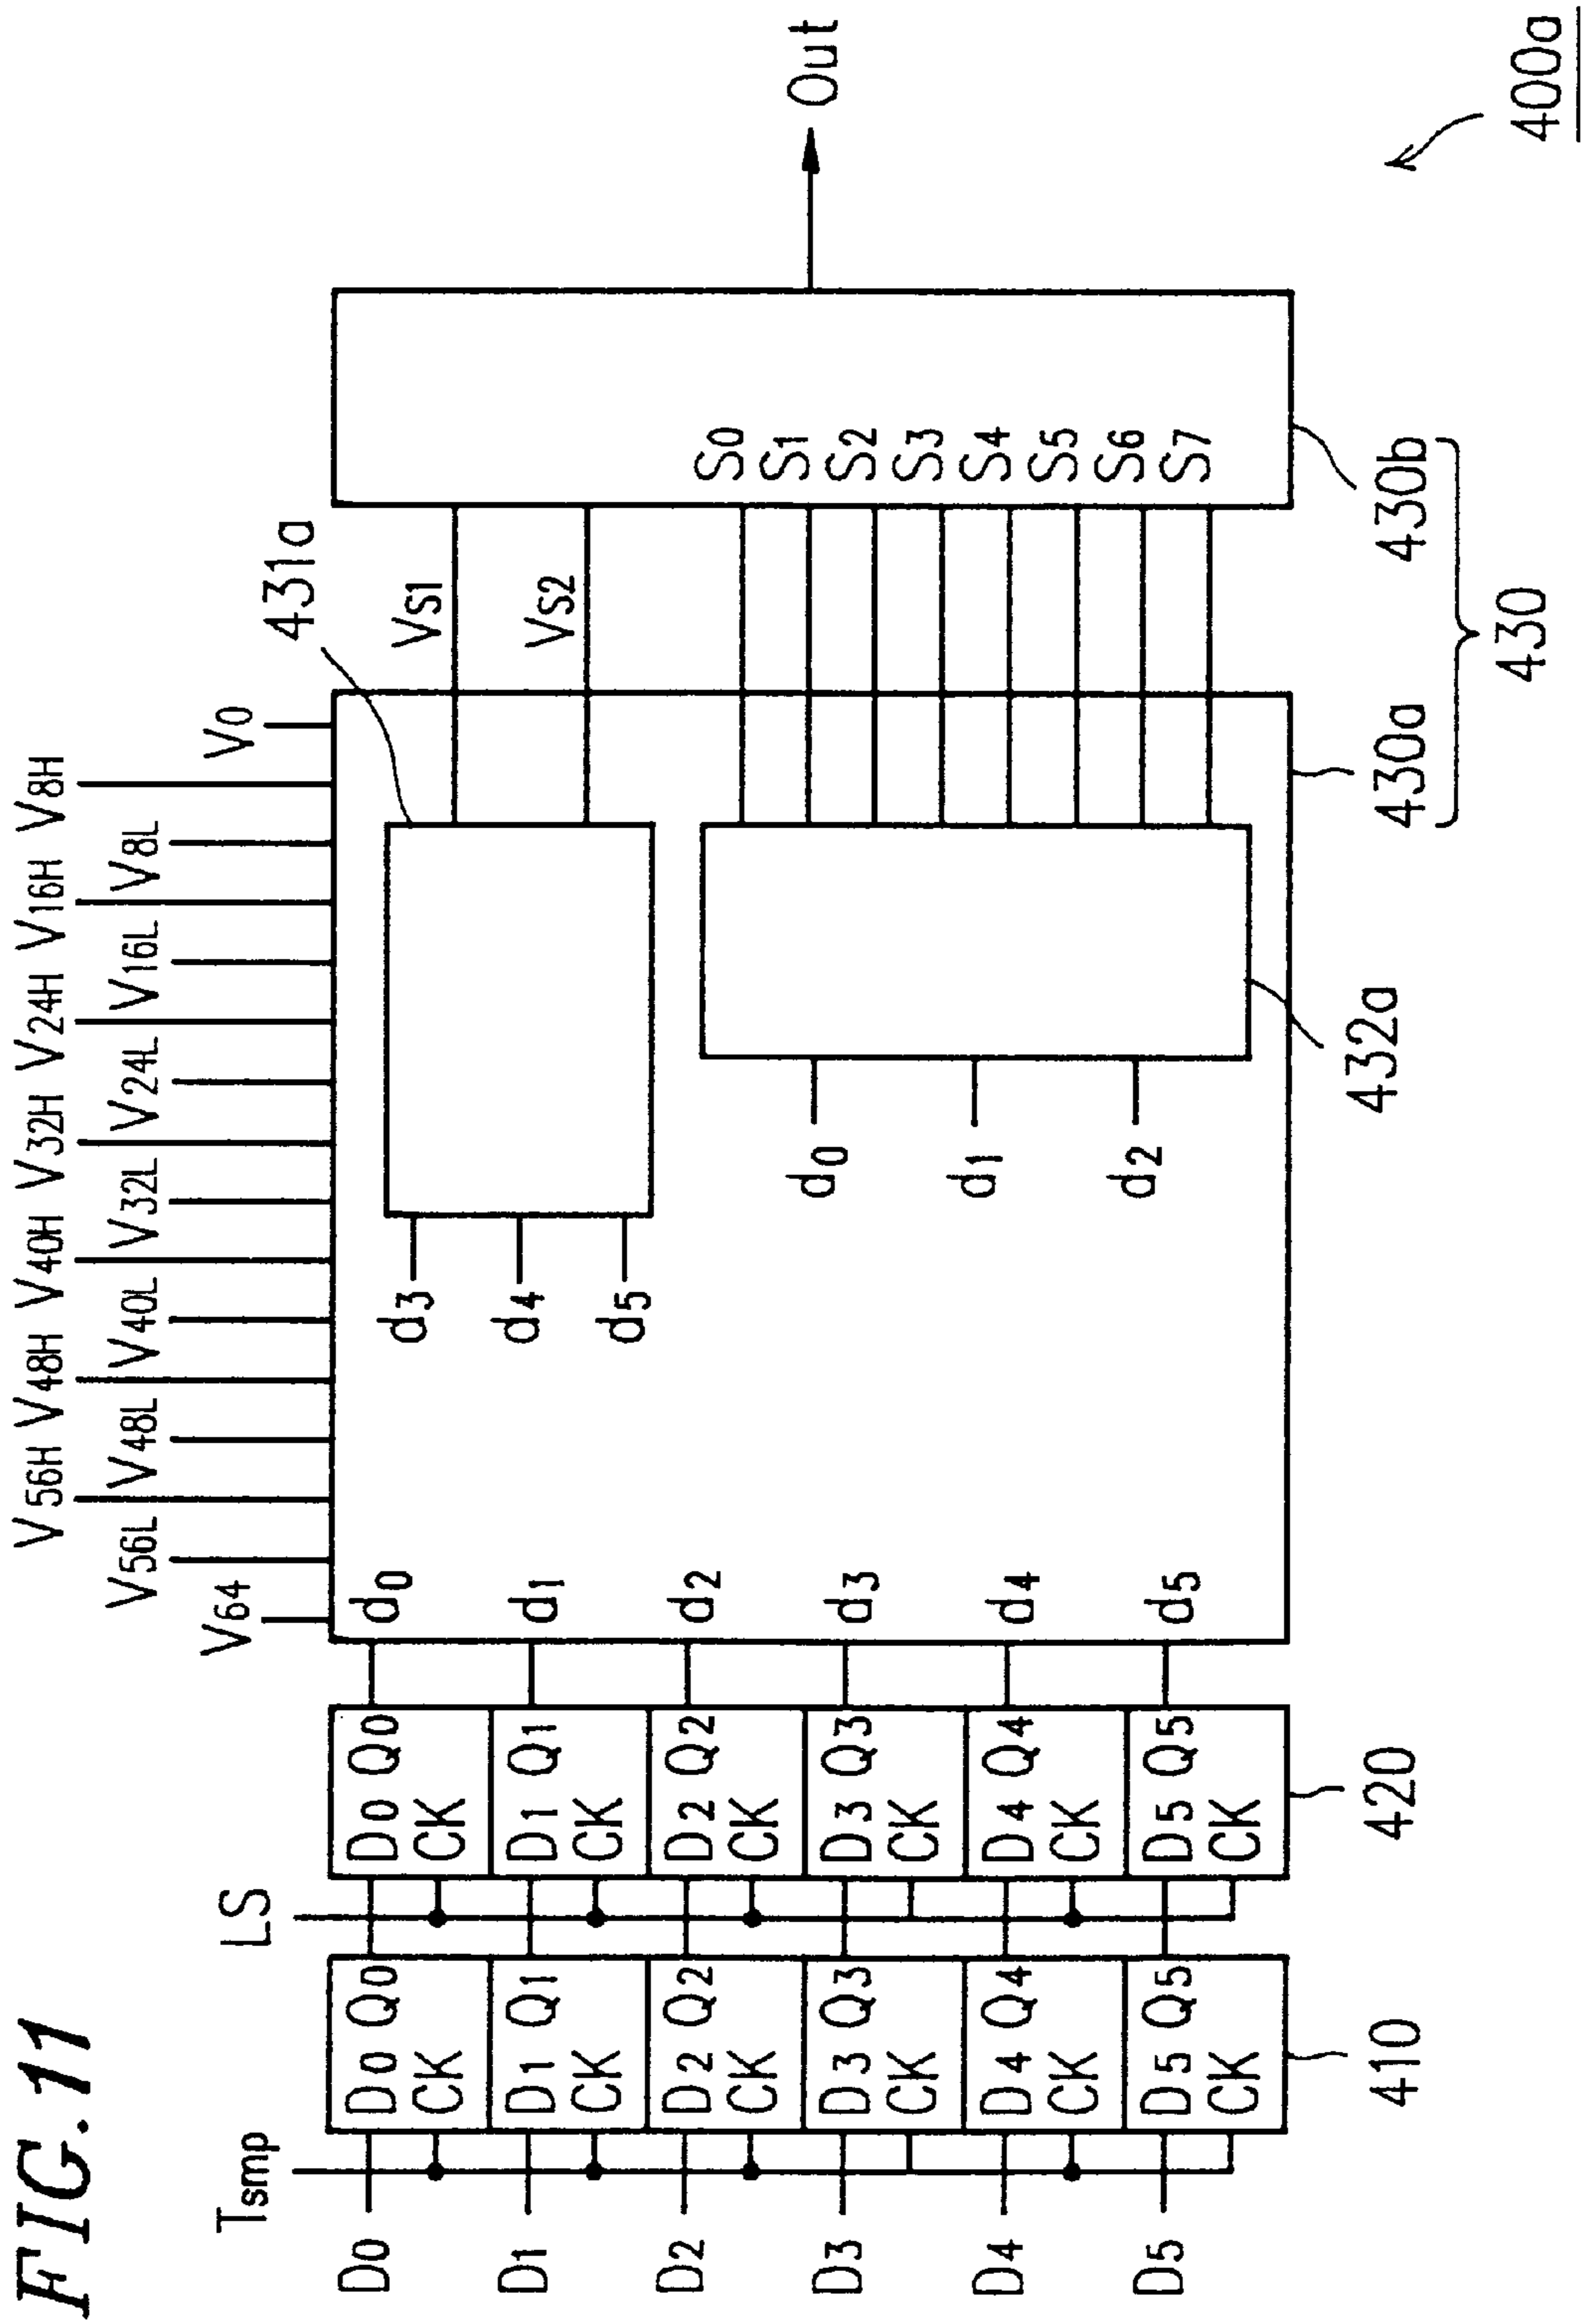 FIG.11
V64
V56L
V56H
V48L
V48H
V40L
V40H
V32L
V32H
V24L
V24H
V16L
V16H
V8L
V8H
V0
Tsmp
LS
431a
D0
D1
D2
D3
D4
D5
D0 Q0
CK
D1 Q1
CK
D2 Q2
CK
D3 Q3
CK
D4 Q4
CK
D5 Q5
CK
410
D0 Q0
CK
D1 Q1
CK
D2 Q2
CK
D3 Q3
CK
D4 Q4
CK
D5 Q5
CK
420
d0
d1
d2
d3
d4
d5
d3
d4
d5
d0
d1
d2
432a
VS1
VS2
S0
S1
S2
S3
S4
S5
S6
S7
Out
430a
430b
430
400a